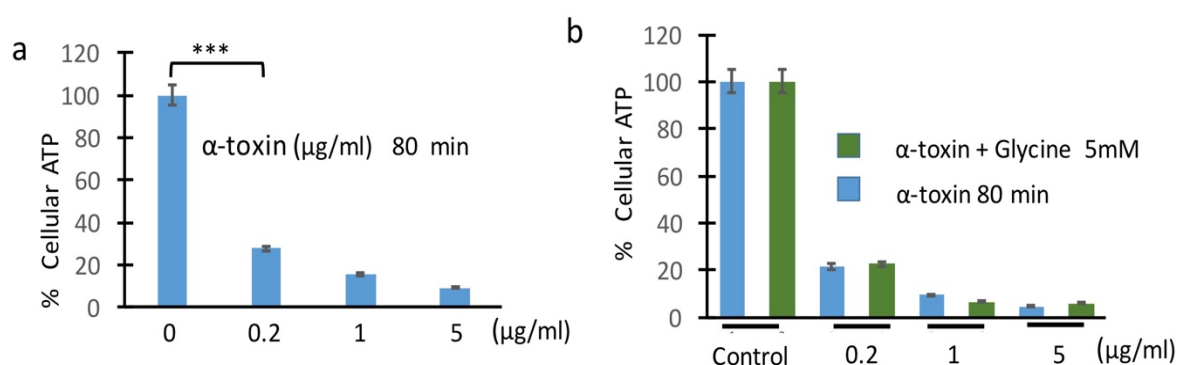 a
***
120
100
80
60
40
20
0
% Cellular ATP
α-toxin (μg/ml) 80 min
0 0.2 1 5 (μg/ml)
b
120
100
80
60
40
20
0
% Cellular ATP
α-toxin + Glycine 5mM
α-toxin 80 min
Control 0.2 1 5 (μg/ml)